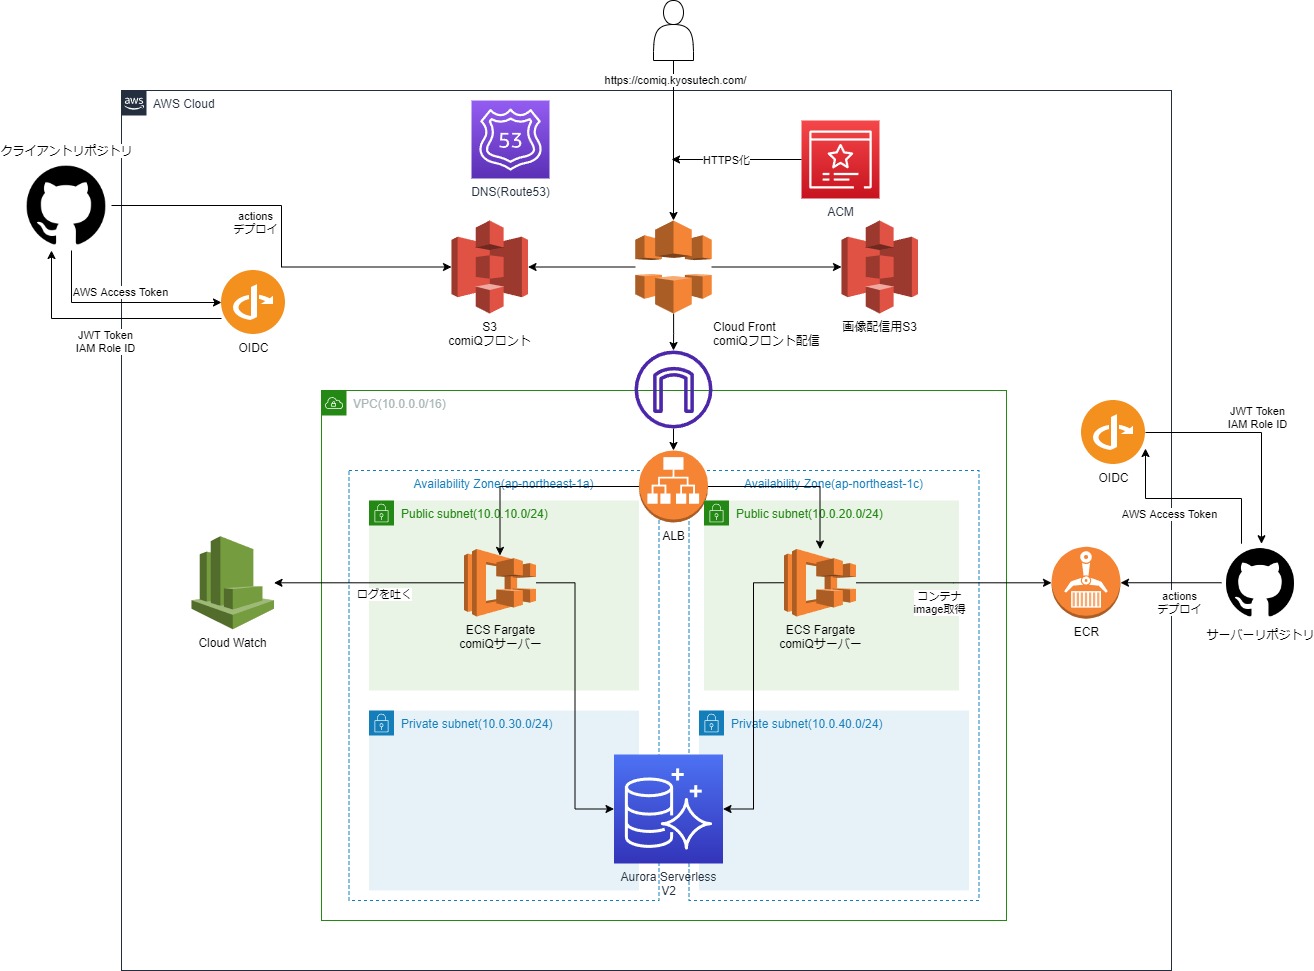 https://comiq.kyosutech.com/
aws
AWS Cloud
クライアントリポジトリ
53
DNS(Route53)
HTTPS化
ACM
actions
デプロイ
AWS Access Token
JWT Token
IAM Role ID
OIDC
S3
comiQフロント
Cloud Front
comiQフロント配信
画像配信用S3
VPC(10.0.0.0/16)
Availability Zone(ap-northeast-1a)
Availability Zone(ap-northeast-1c)
Public subnet(10.0.10.0/24)
Public subnet(10.0.20.0/24)
ALB
JWT Token
IAM Role ID
OIDC
AWS Access Token
Cloud Watch
ログを吐く
ECS Fargate
comiQサーバー
ECS Fargate
comiQサーバー
コンテナ
image取得
ECR
actions
デプロイ
サーバーリポジトリ
Private subnet(10.0.30.0/24)
Private subnet(10.0.40.0/24)
Aurora Serverless
V2